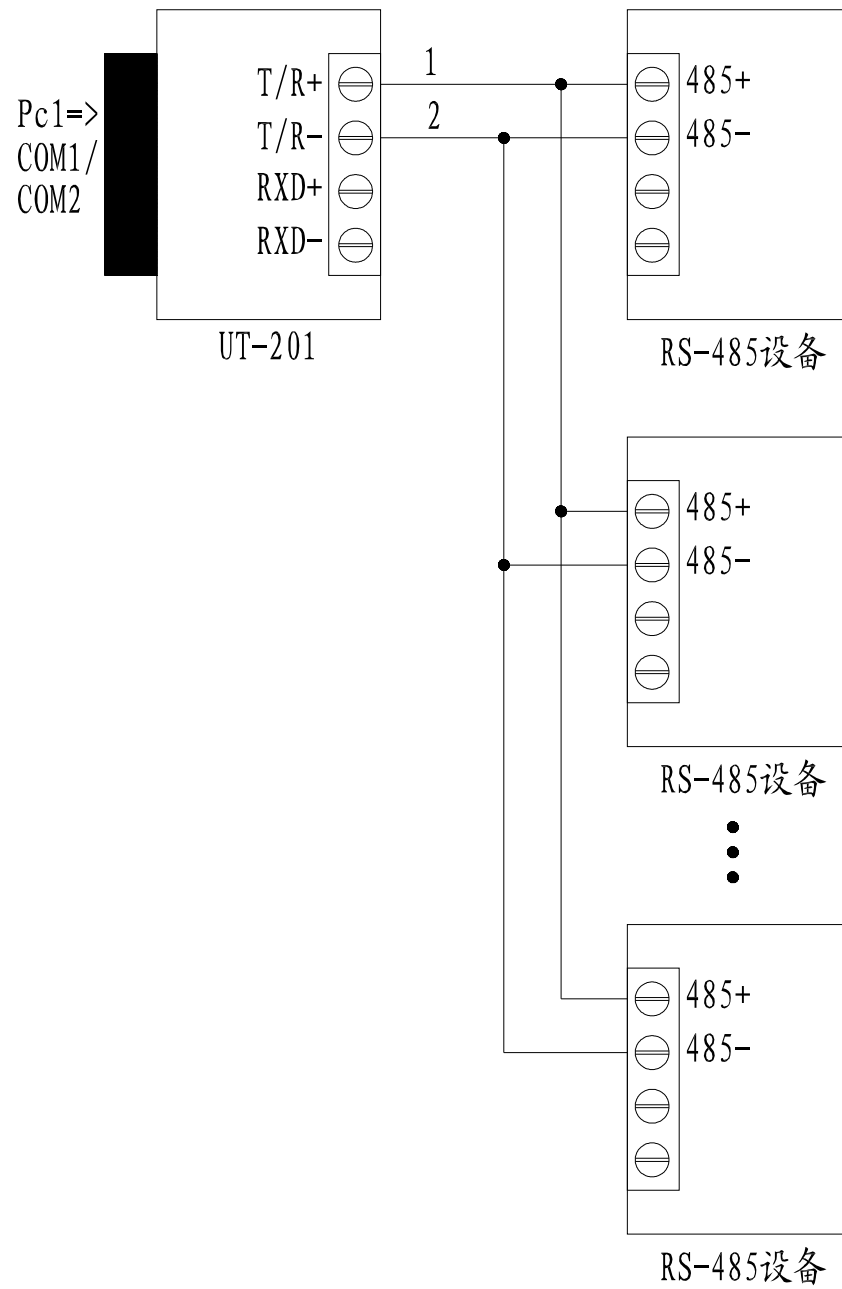 Pc1=>
COM1/
COM2
T/R+
T/R-
RXD+
RXD-
UT-201
1
2
485+
485-
RS-485设备
485+
485-
RS-485设备
485+
485-
RS-485设备